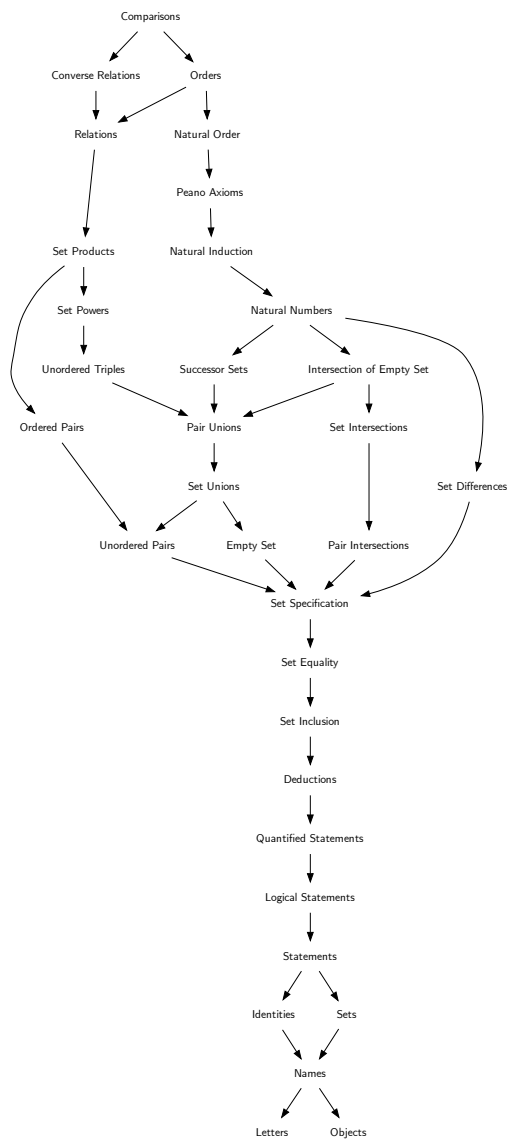 Comparisons
Converse Relations
Orders
Relations
Natural Order
Peano Axioms
Set Products
Natural Induction
Set Powers
Natural Numbers
Unordered Triples
Successor Sets
Intersection of Empty Set
Ordered Pairs
Pair Unions
Set Intersections
Set Unions
Set Differences
Unordered Pairs
Empty Set
Pair Intersections
Set Specification
Set Equality
Set Inclusion
Deductions
Quantified Statements
Logical Statements
Statements
Identities
Sets
Names
Letters
Objects